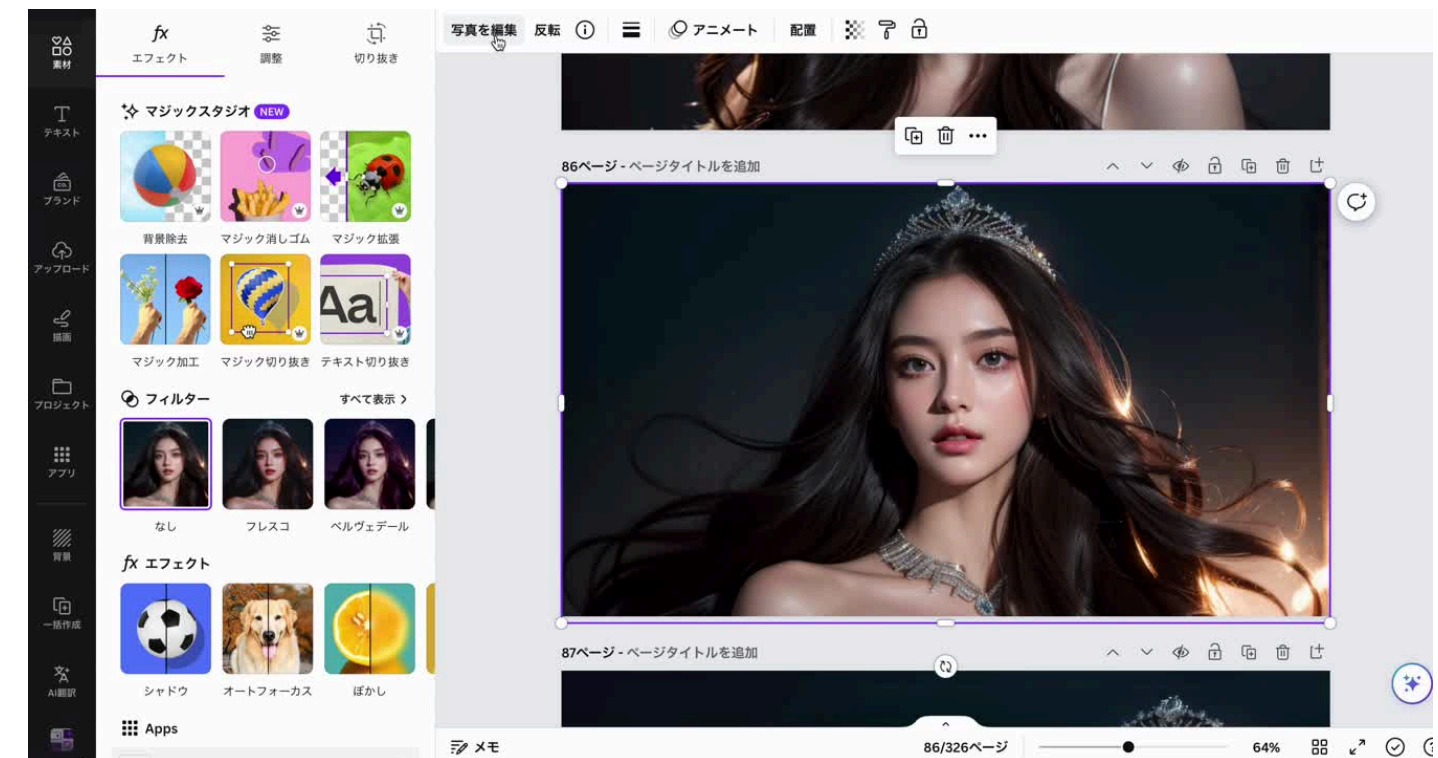 素材
テキスト
CO.
ブランド
アップロード
描画
プロジェクト
アプリ
背景
一括作成
AI翻訳
fx
エフェクト
調整
切り抜き
マジックスタジオ NEW
背景除去
マジック消しゴム
マジック拡張
Aa
マジック加工
マジック切り抜き
テキスト切り抜き
フィルター
すべて表示
なし
フレスコ
ベルヴェデール
fx エフェクト
シャドウ
オートフォーカス
ぼかし
Apps
写真を編集
反転
アニメート
配置
86ページ - ページタイトルを追加
87ページ - ページタイトルを追加
メモ
86/326ページ
64%